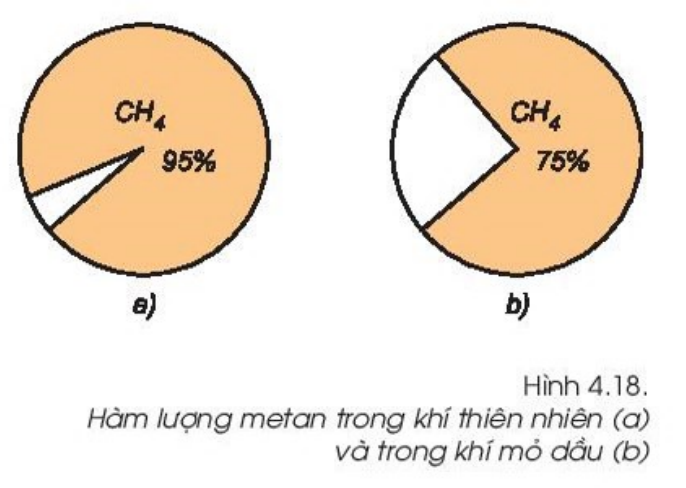 CH₄
95%
a)
CH₄
75%
b)
Hình 4.18.
Hàm lượng metan trong khí thiên nhiên (a)
và trong khí mỏ dầu (b)